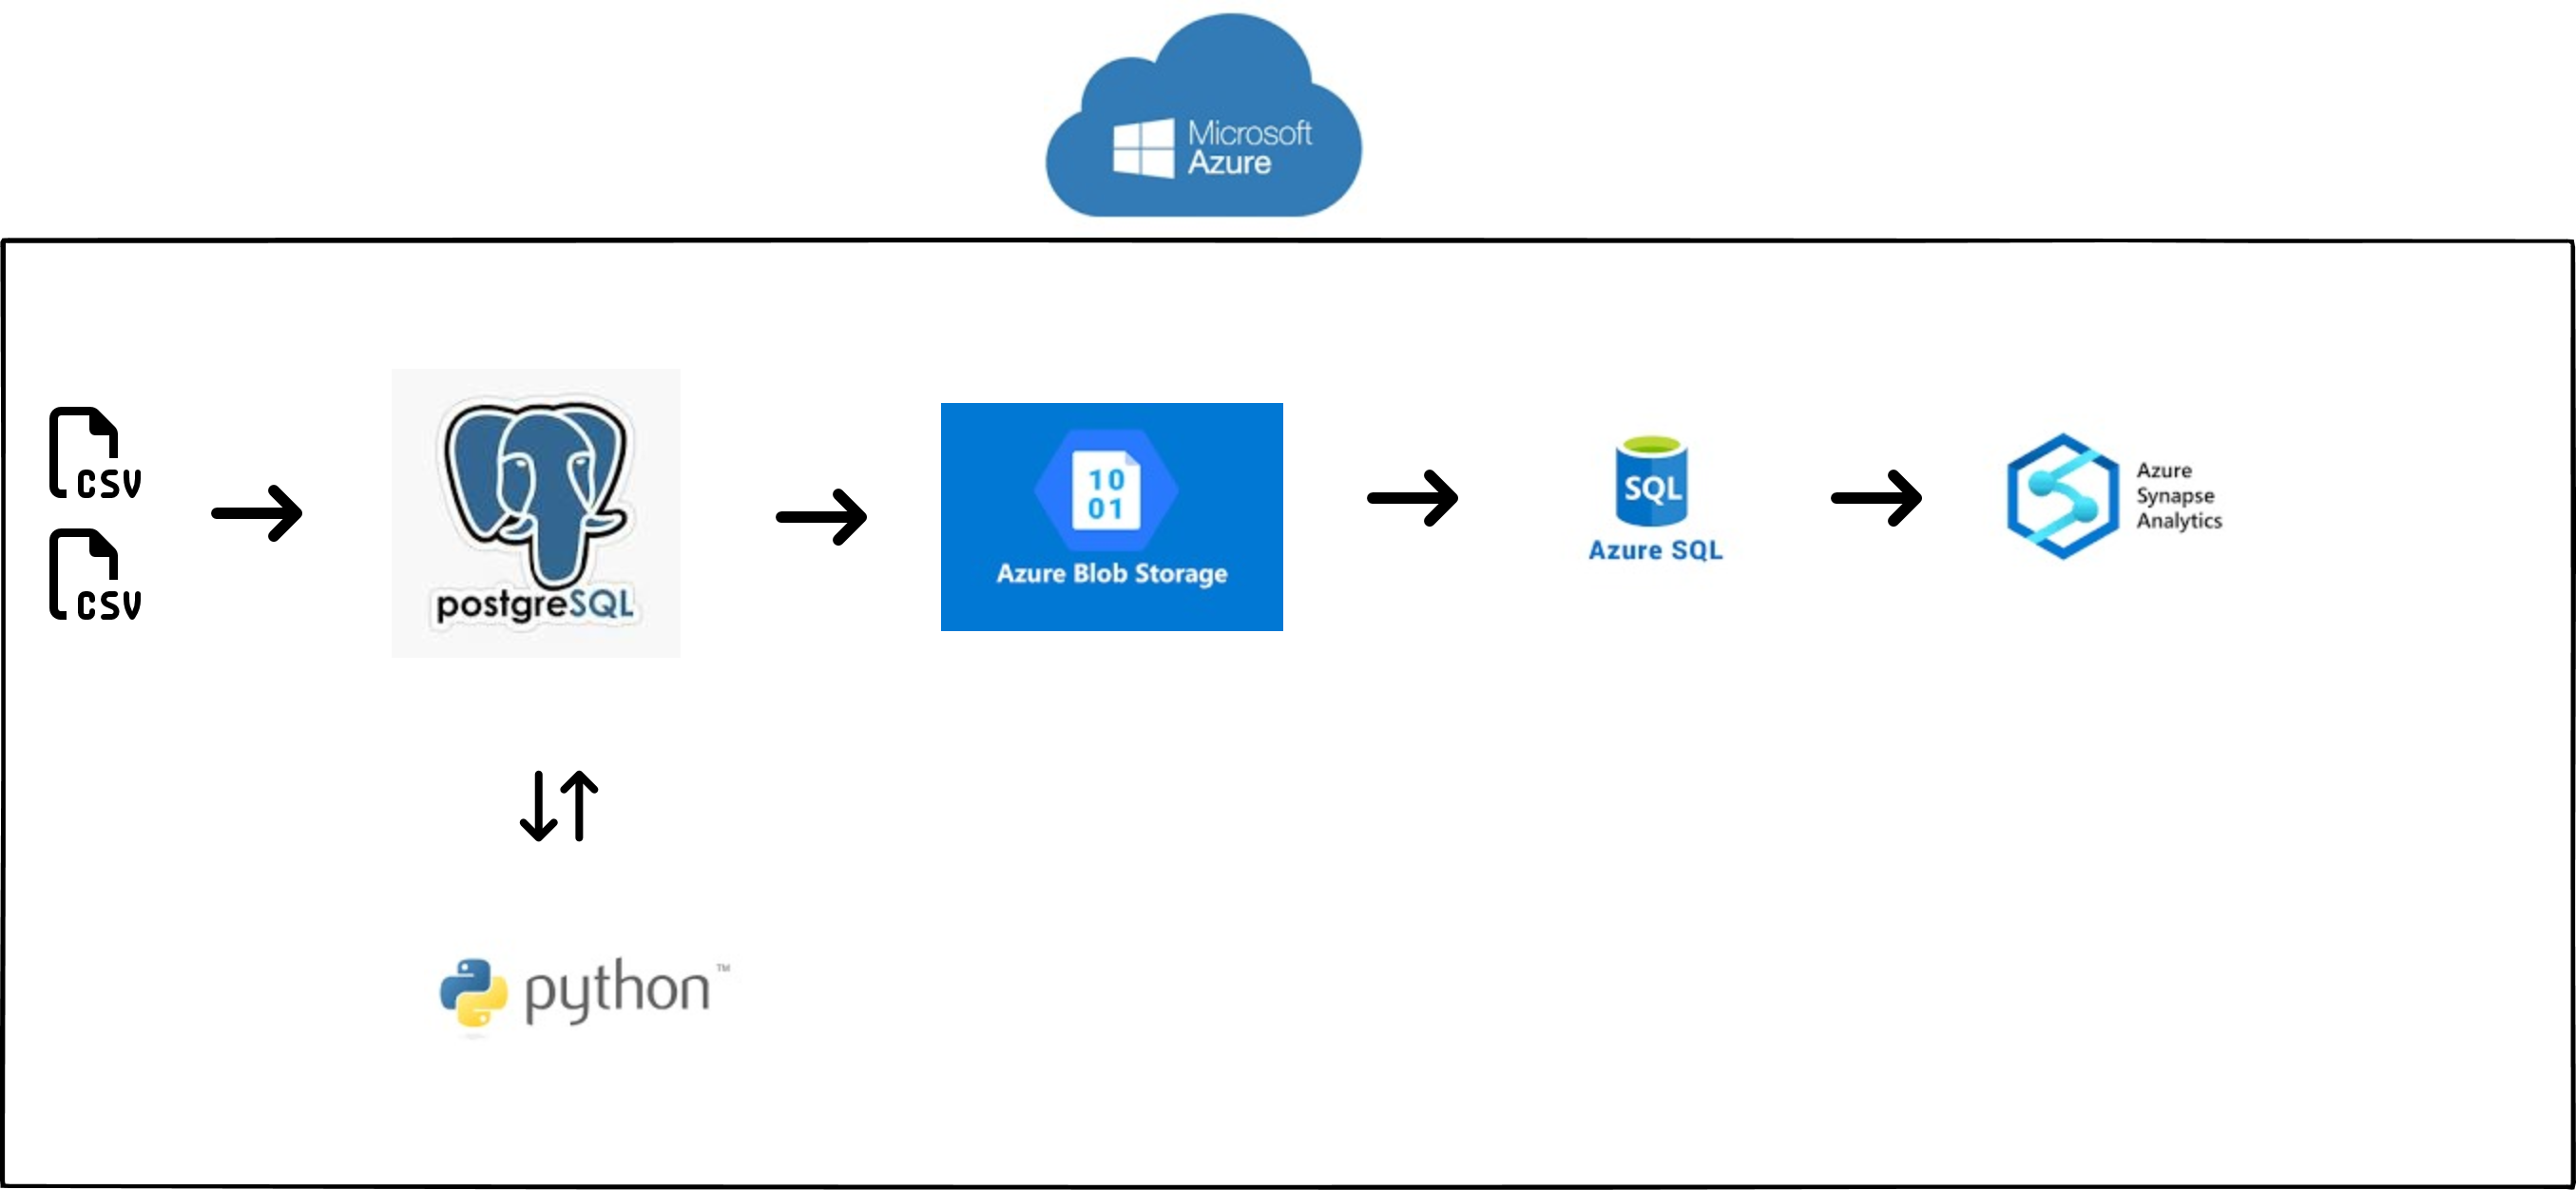 Microsoft
Azure
csv
csv
postgreSQL
10
01
Azure Blob Storage
SQL
Azure SQL
Azure
Synapse
Analytics
python™